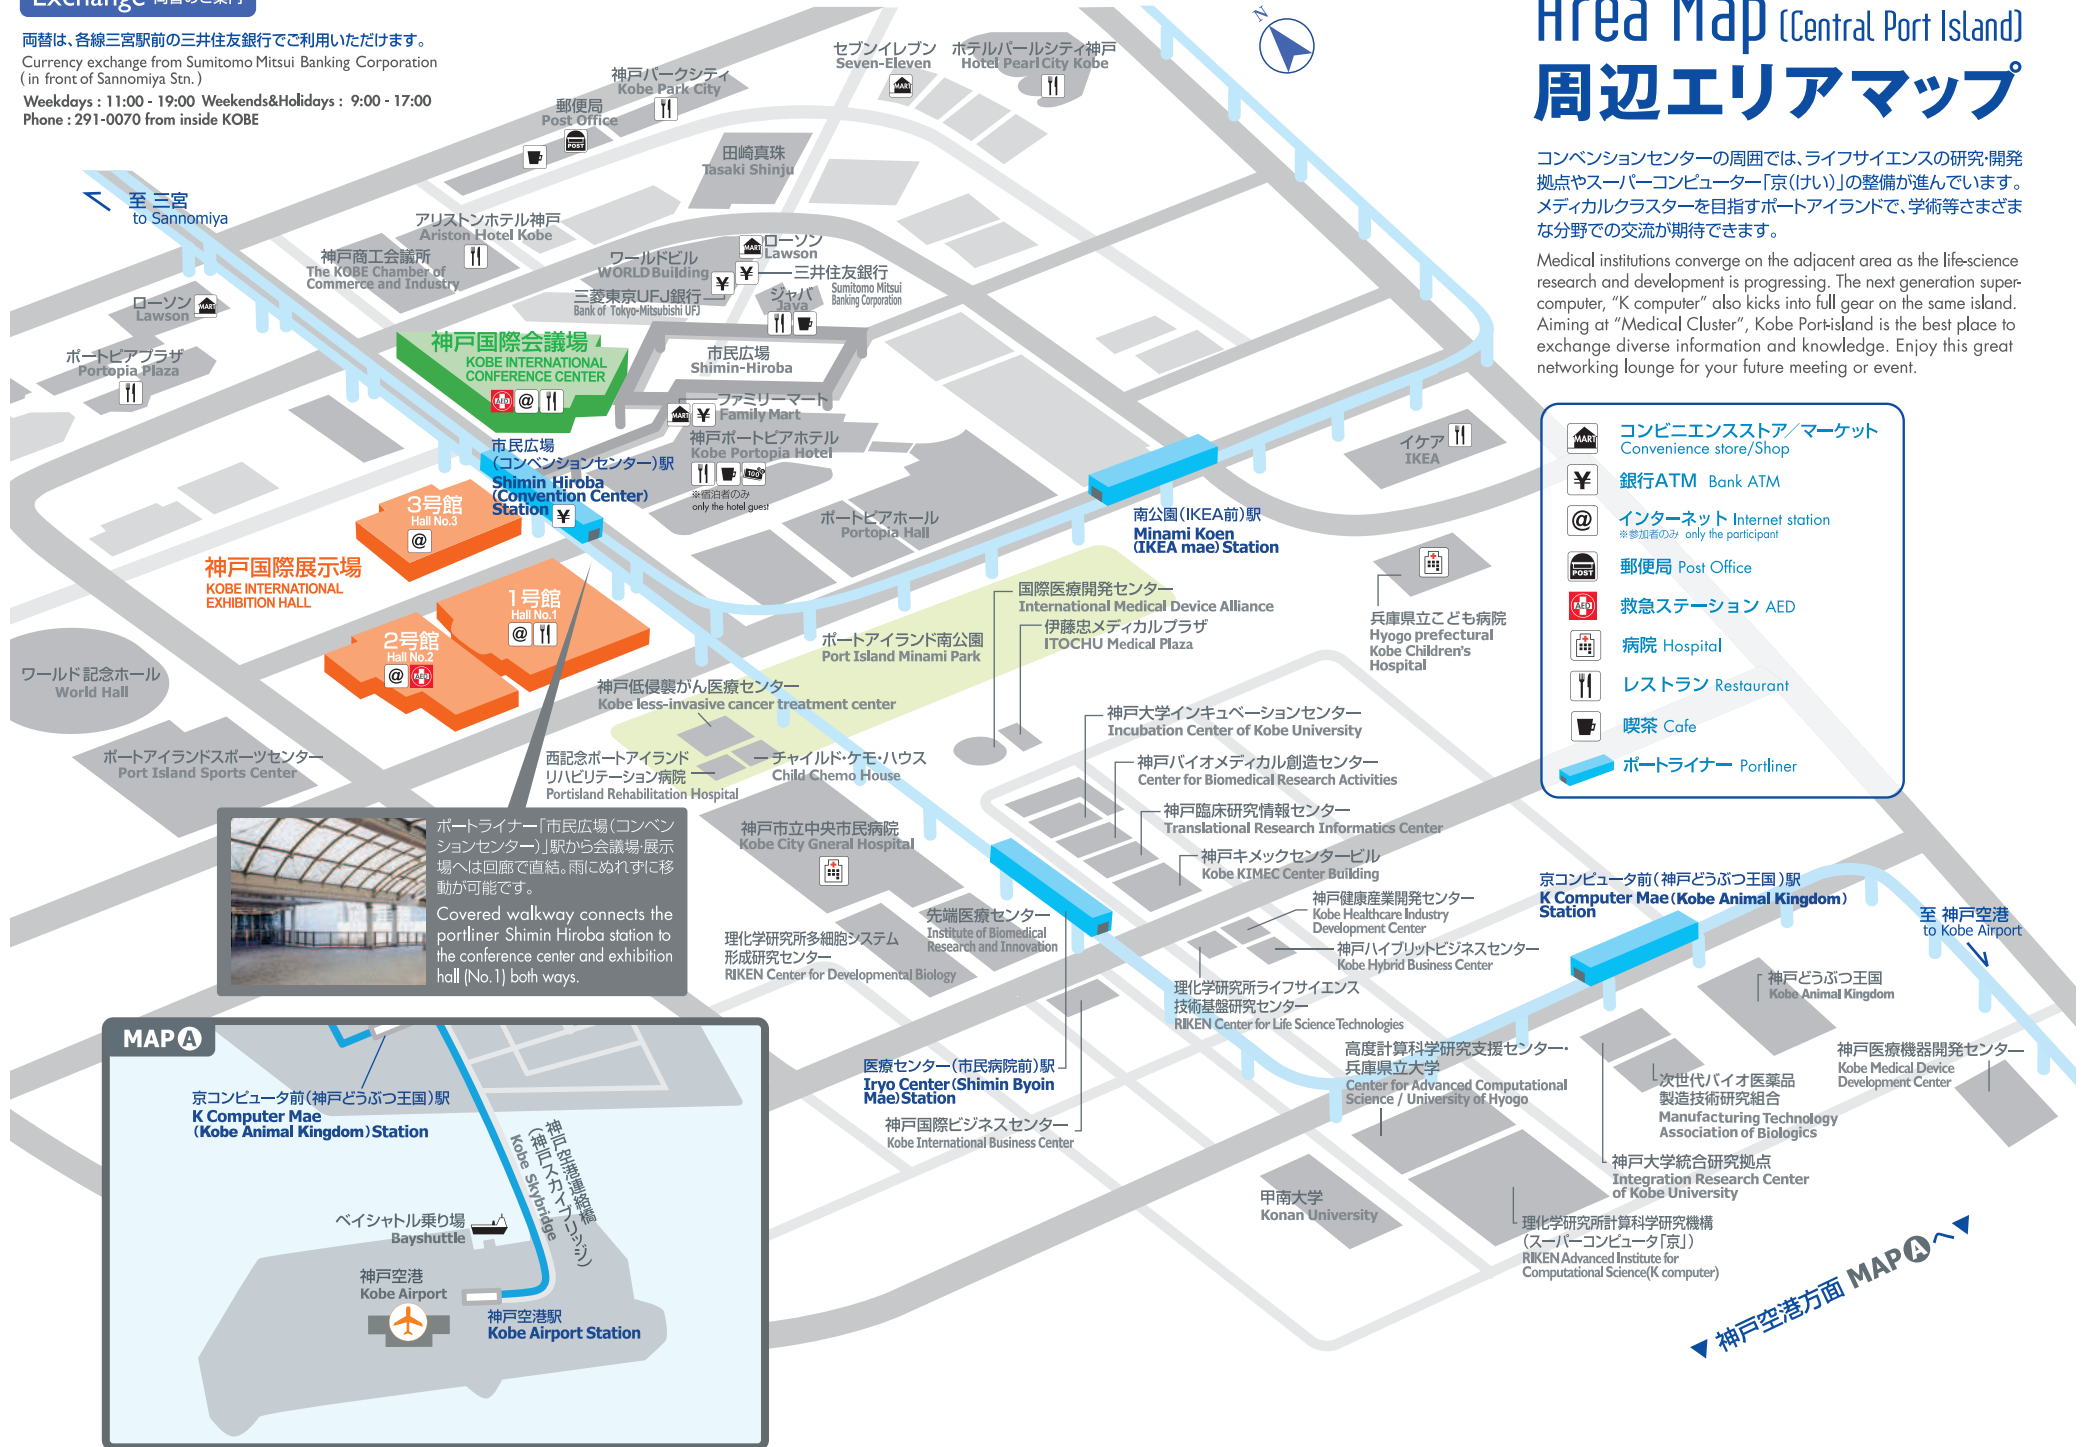 Exchange 両替のご案内
両替は、各線三宮駅前の三井住友銀行でご利用いただけます。
Currency exchange from Sumitomo Mitsui Banking Corporation
( in front of Sannomiya Stn. )
Weekdays : 11:00 - 19:00 Weekends&Holidays : 9:00 - 17:00
Phone : 291-0070 from inside KOBE
Area Map [Central Port Island]
周辺エリアマップ
コンベンションセンターの周囲では、ライフサイエンスの研究・開発
拠点やスーパーコンピューター「京(けい)」の整備が進んでいます。
メディカルクラスターを目指すポートアイランドで、学術等さまざま
な分野での交流が期待できます。
Medical institutions converge on the adjacent area as the life-science
research and development is progressing. The next generation super-
computer, “K computer” also kicks into full gear on the same island.
Aiming at “Medical Cluster”, Kobe Port-island is the best place to
exchange diverse information and knowledge. Enjoy this great
networking lounge for your future meeting or event.
MART
コンビニエンスストア／マーケット
Convenience store/Shop
¥
銀行ATM Bank ATM
@
インターネット Internet station
※参加者のみ only the participant
POST
郵便局 Post Office
AED
救急ステーション AED
病院 Hospital
レストラン Restaurant
喫茶 Cafe
ポートライナー Portliner
N
セブンイレブン
Seven-Eleven
MART
ホテルパールシティ神戸
Hotel Pearl City Kobe
神戸パークシティ
Kobe Park City
郵便局
Post Office
POST
田崎真珠
Tasaki Shinju
至 三宮
to Sannomiya
アリストンホテル神戸
Ariston Hotel Kobe
神戸商工会議所
The KOBE Chamber of
Commerce and Industry
ワールドビル
WORLD Building
MART
ローソン
Lawson
¥
¥
三井住友銀行
Sumitomo Mitsui
Banking Corporation
三菱東京UFJ銀行
Bank of Tokyo-Mitsubishi UFJ
ジャバ
Java
ローソン
Lawson
MART
ポートピアプラザ
Portopia Plaza
神戸国際会議場
KOBE INTERNATIONAL
CONFERENCE CENTER
AED @
市民広場
Shimin-Hiroba
MART ¥
ファミリーマート
Family Mart
神戸ポートピアホテル
Kobe Portopia Hotel
※宿泊者のみ
only the hotel guest
市民広場
(コンベンションセンター)駅
Shimin Hiroba
(Convention Center)
Station ¥
ポートピアホール
Portopia Hall
イケア
IKEA
南公園(IKEA前)駅
Minami Koen
(IKEA mae) Station
3号館
Hall No.3
@
神戸国際展示場
KOBE INTERNATIONAL
EXHIBITION HALL
1号館
Hall No.1
@
2号館
Hall No.2
@ AED
ワールド記念ホール
World Hall
ポートアイランドスポーツセンター
Port Island Sports Center
国際医療開発センター
International Medical Device Alliance
伊藤忠メディカルプラザ
ITOCHU Medical Plaza
ポートアイランド南公園
Port Island Minami Park
兵庫県立こども病院
Hyogo prefectural
Kobe Children's
Hospital
神戸低侵襲がん医療センター
Kobe less-invasive cancer treatment center
西記念ポートアイランド
リハビリテーション病院
Portisland Rehabilitation Hospital
チャイルド・ケモ・ハウス
Child Chemo House
神戸大学インキュベーションセンター
Incubation Center of Kobe University
神戸バイオメディカル創造センター
Center for Biomedical Research Activities
神戸臨床研究情報センター
Translational Research Informatics Center
神戸キメックセンタービル
Kobe KIMEC Center Building
神戸健康産業開発センター
Kobe Healthcare Industry
Development Center
神戸ハイブリッドビジネスセンター
Kobe Hybrid Business Center
理化学研究所ライフサイエンス
技術基盤研究センター
RIKEN Center for Life Science Technologies
神戸市立中央市民病院
Kobe City Gneral Hospital
先端医療センター
Institute of Biomedical
Research and Innovation
理化学研究所多細胞システム
形成研究センター
RIKEN Center for Developmental Biology
ポートライナー「市民広場(コンベン
ションセンター)」駅から会議場・展示
場へは回廊で直結。雨にぬれずに移
動が可能です。
Covered walkway connects the
portliner Shimin Hiroba station to
the conference center and exhibition
hall (No.1) both ways.
医療センター(市民病院前)駅
Iryo Center(Shimin Byoin
Mae)Station
神戸国際ビジネスセンター
Kobe International Business Center
京コンピュータ前(神戸どうぶつ王国)駅
K Computer Mae(Kobe Animal Kingdom)
Station
至 神戸空港
to Kobe Airport
神戸どうぶつ王国
Kobe Animal Kingdom
神戸医療機器開発センター
Kobe Medical Device
Development Center
次世代バイオ医薬品
製造技術研究組合
Manufacturing Technology
Association of Biologics
高度計算科学研究支援センター・
兵庫県立大学
Center for Advanced Computational
Science / University of Hyogo
神戸大学統合研究拠点
Integration Research Center
of Kobe University
甲南大学
Konan University
理化学研究所計算科学研究機構
(スーパーコンピュータ「京」)
RIKEN Advanced Institute for
Computational Science(K computer)
神戸空港方面 MAP A へ
MAP A
京コンピュータ前(神戸どうぶつ王国)駅
K Computer Mae
(Kobe Animal Kingdom)Station
神戸空港連絡橋
(神戸スカイブリッジ)
Kobe Skybridge
ベイシャトル乗り場
Bayshuttle
神戸空港
Kobe Airport
神戸空港駅
Kobe Airport Station